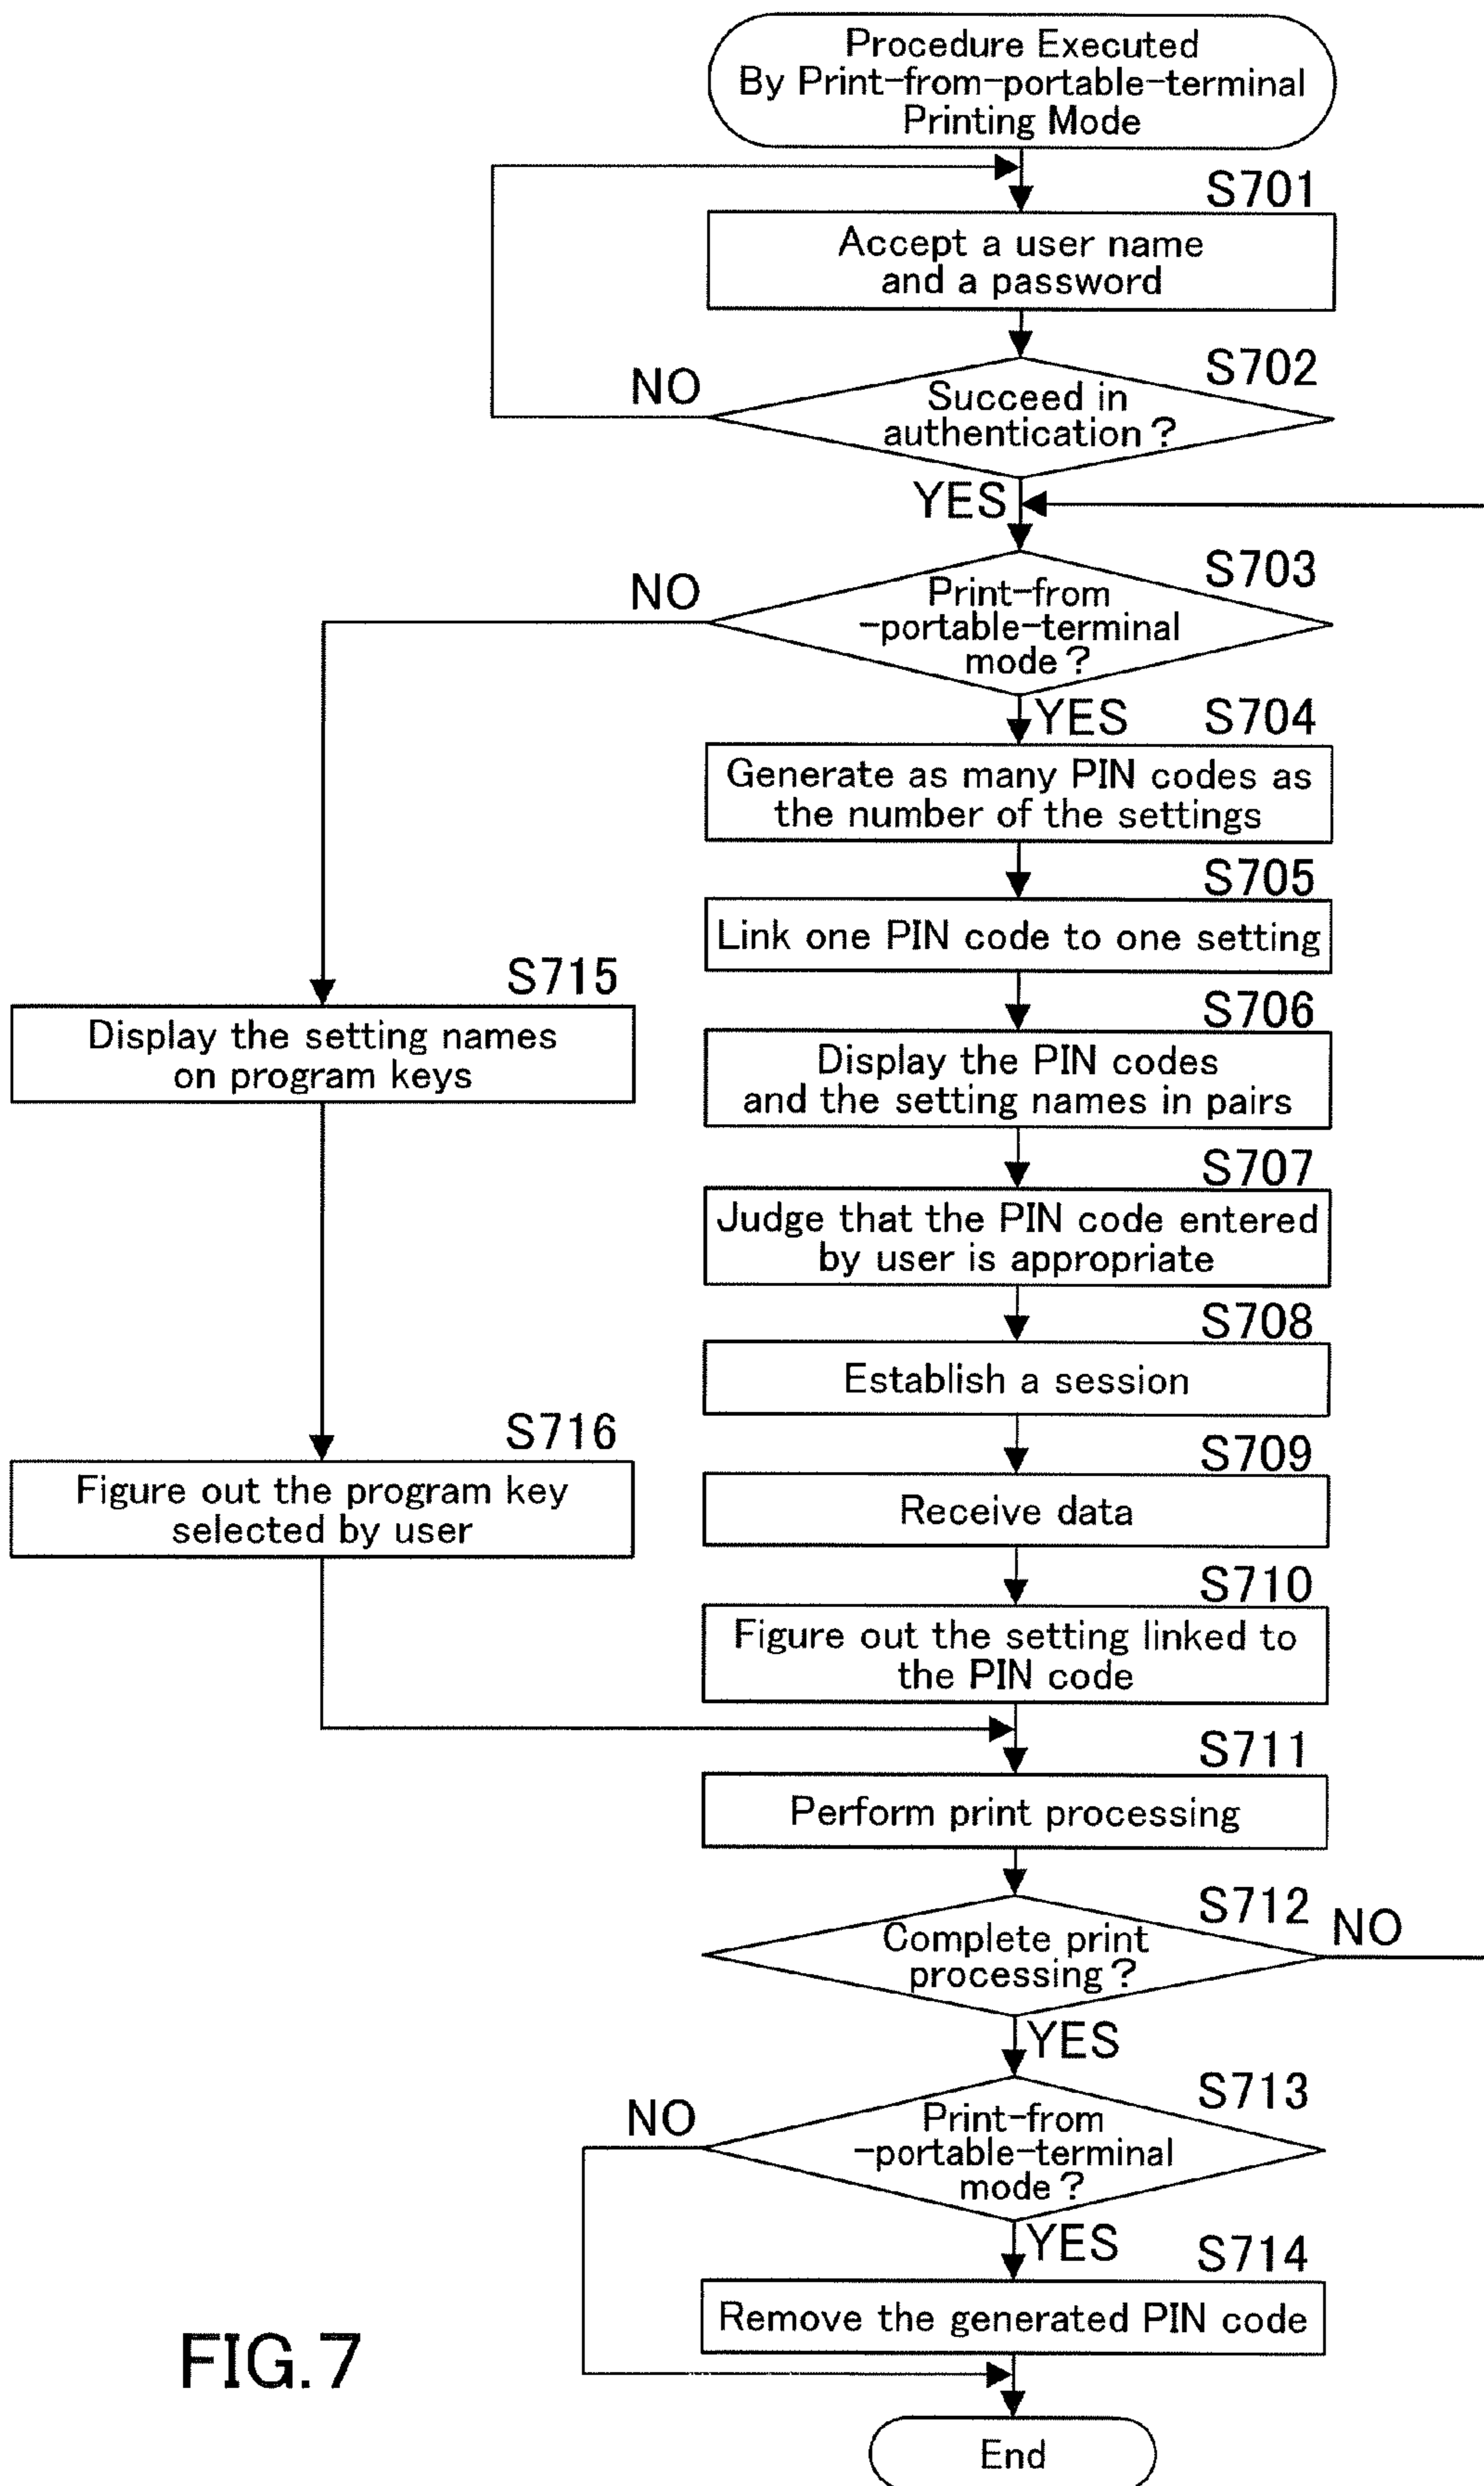 Procedure Executed
By Print-from-portable-terminal
Printing Mode
S701
Accept a user name
and a password
S702
NO
Succeed in
authentication?
YES
S703
NO
Print-from
-portable-terminal
mode?
YES
S704
Generate as many PIN codes as
the number of the settings
S705
Link one PIN code to one setting
S715
Display the setting names
on program keys
S706
Display the PIN codes
and the setting names in pairs
S707
Judge that the PIN code entered
by user is appropriate
S708
Establish a session
S716
Figure out the program key
selected by user
S709
Receive data
S710
Figure out the setting linked to
the PIN code
S711
Perform print processing
S712
NO
Complete print
processing?
YES
S713
NO
Print-from
-portable-terminal
mode?
YES
S714
Remove the generated PIN code
FIG.7
End